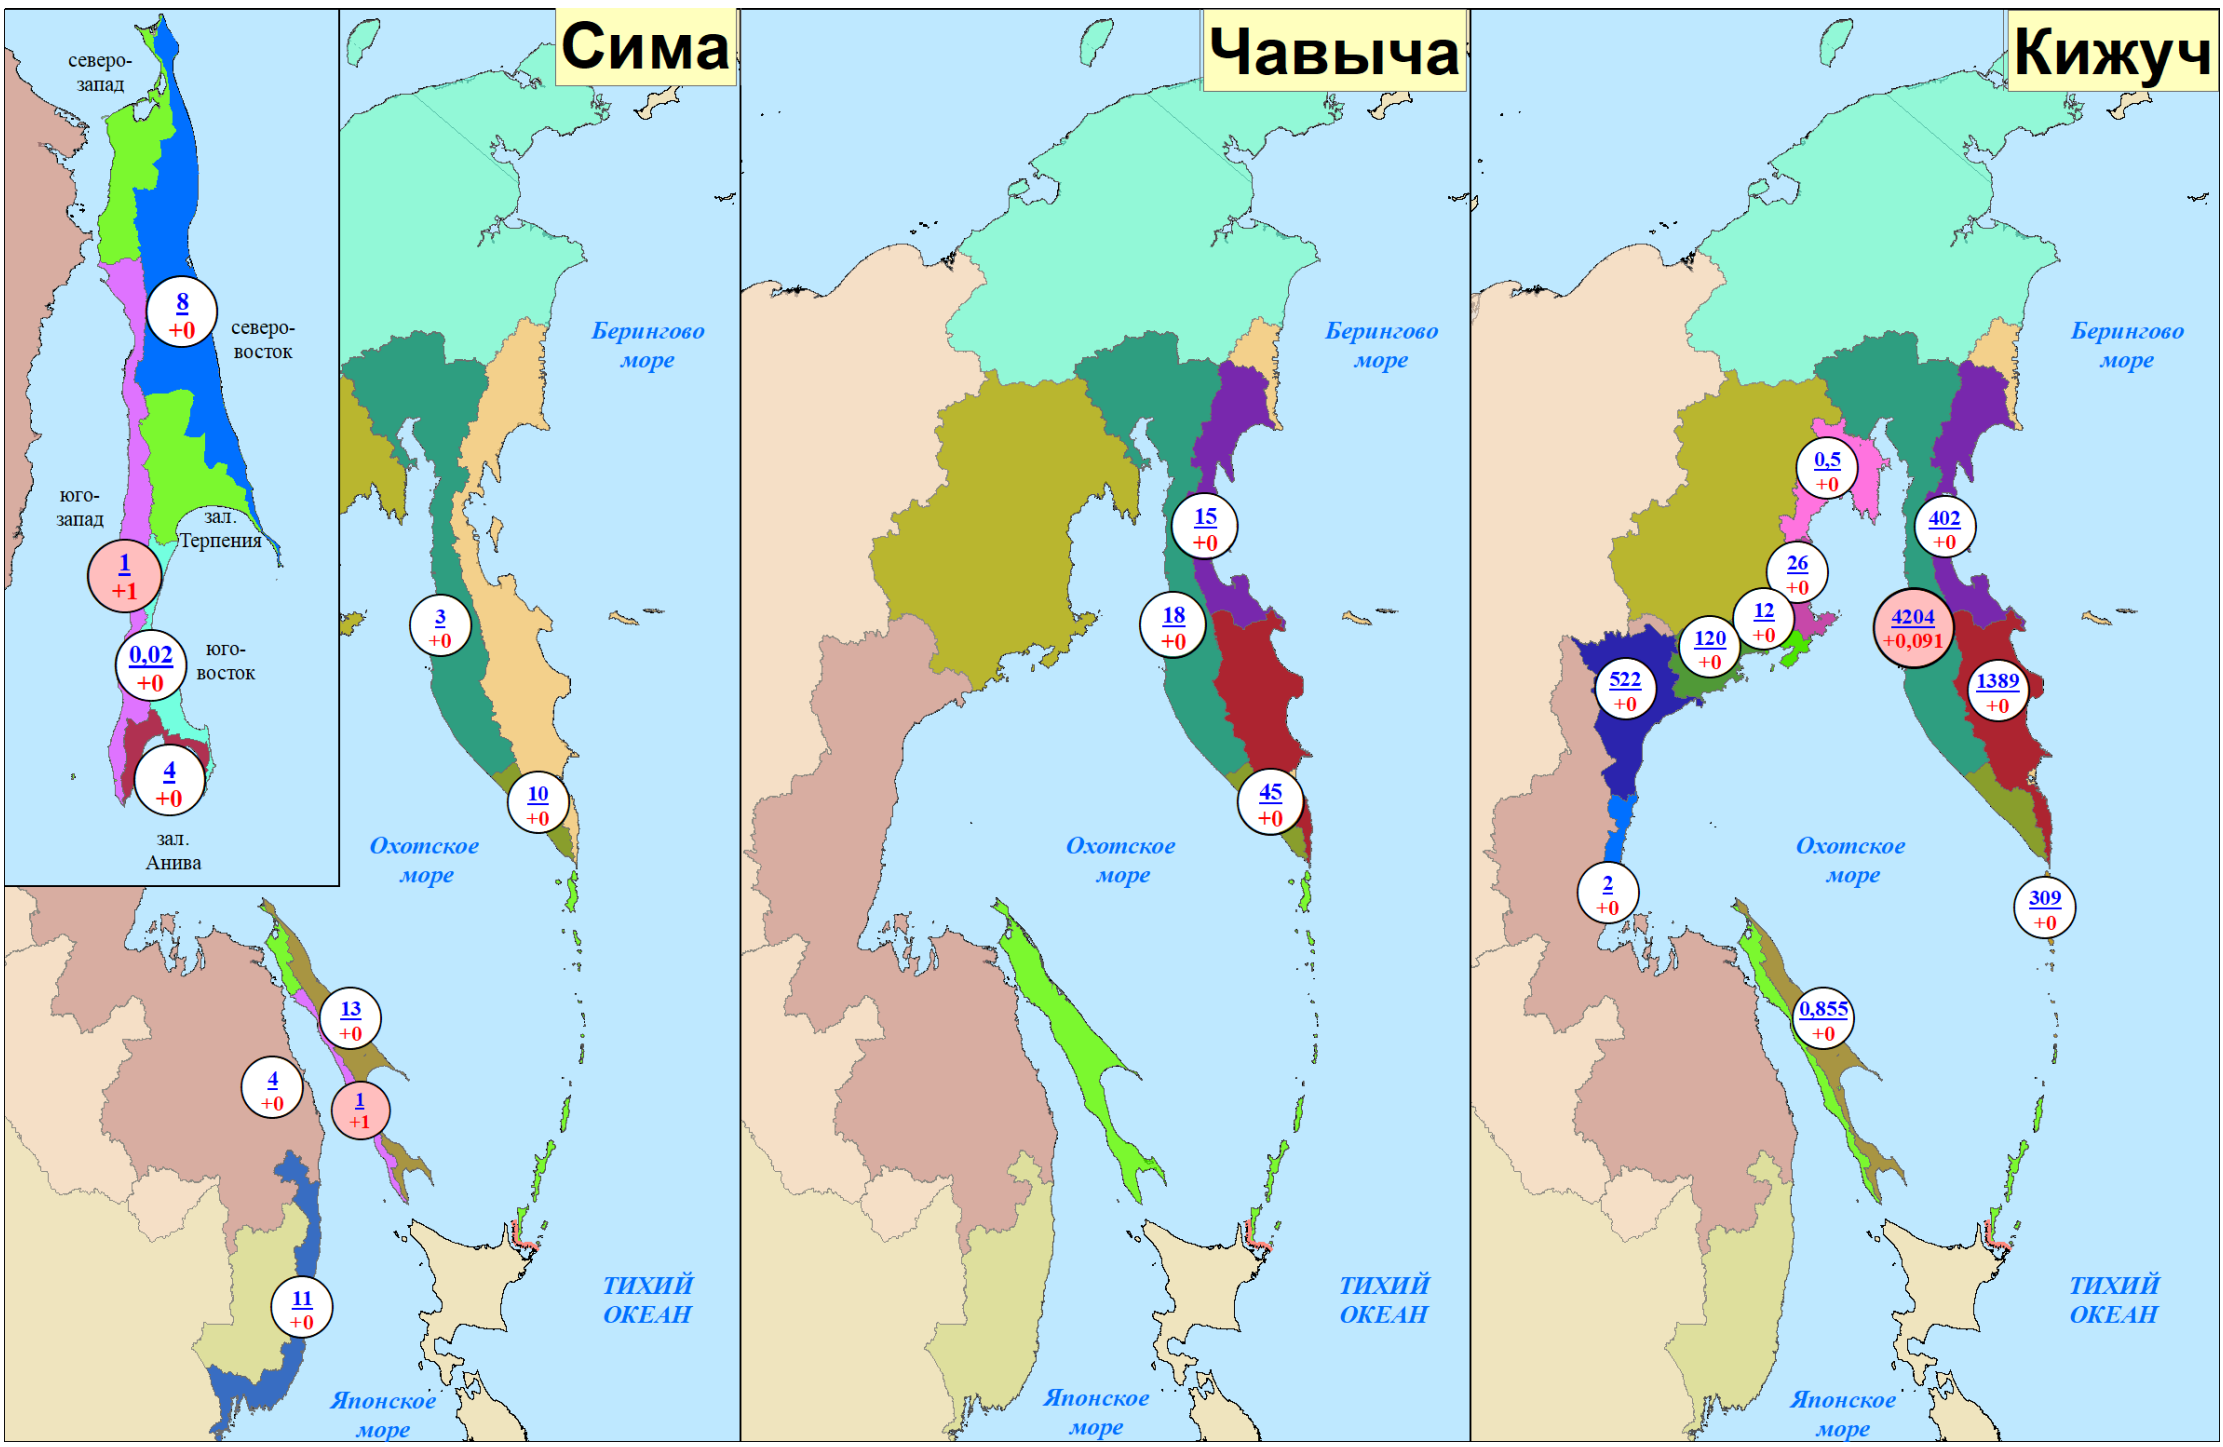 Сима
северо-
запад
8
+0
северо-
восток
юго-
запад
зал.
Терпения
1
+1
0,02
+0
юго-
восток
4
+0
зал.
Анива
Берингово
море
3
+0
10
+0
Охотское
море
13
+0
4
+0
1
+1
11
+0
ТИХИЙ
ОКЕАН
Японское
море
Чавыча
Берингово
море
15
+0
18
+0
45
+0
Охотское
море
ТИХИЙ
ОКЕАН
Японское
море
Кижуч
Берингово
море
0,5
+0
402
+0
26
+0
12
+0
120
+0
4204
+0,091
522
+0
1389
+0
Охотское
море
2
+0
309
+0
0,855
+0
ТИХИЙ
ОКЕАН
Японское
море